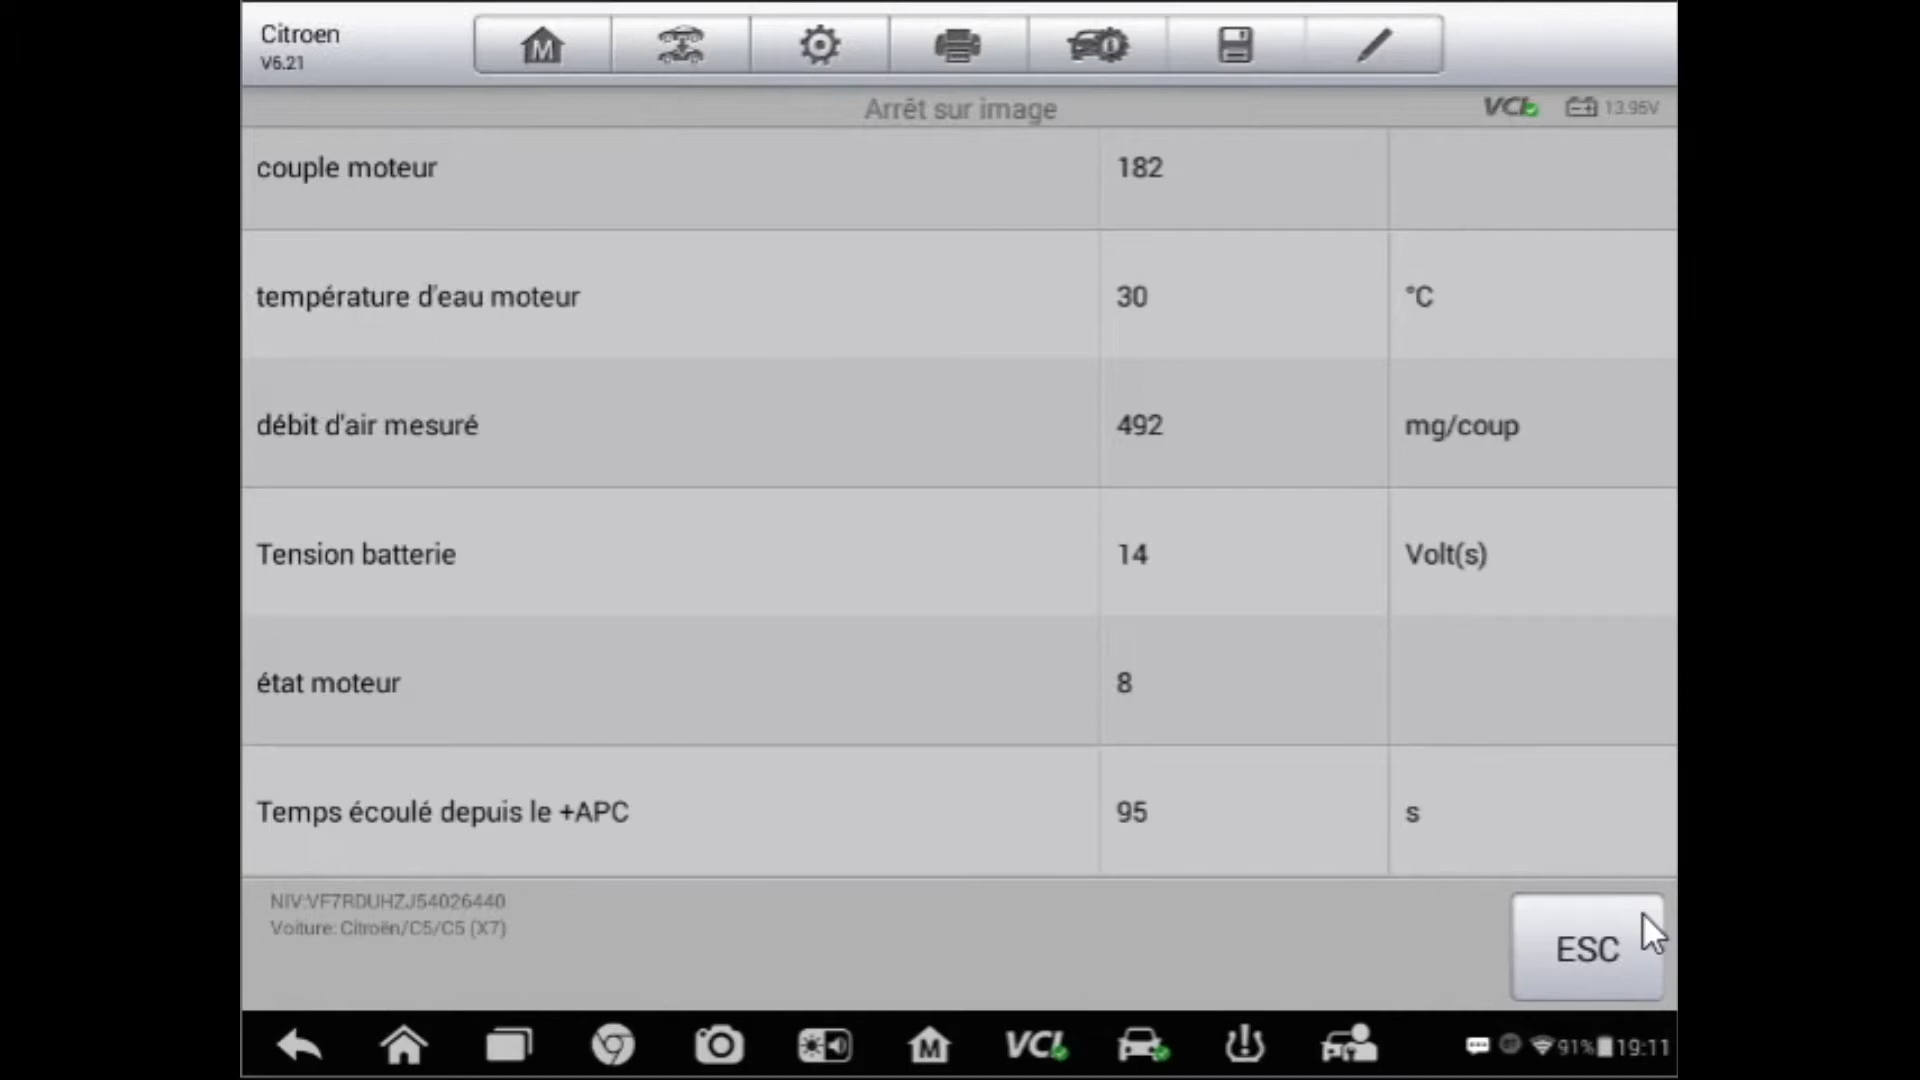 Citroen
V6.21
M
Arrêt sur image
VCI
13.95V
couple moteur 182
température d'eau moteur 30 °C
débit d'air mesuré 492 mg/coup
Tension batterie 14 Volt(s)
état moteur 8
Temps écoulé depuis le +APC 95 s
NIV:VF7RDUHZJ54026440
Voiture: Citroën/C5/C5 (X7)
ESC
M
VCI
91% 19:11